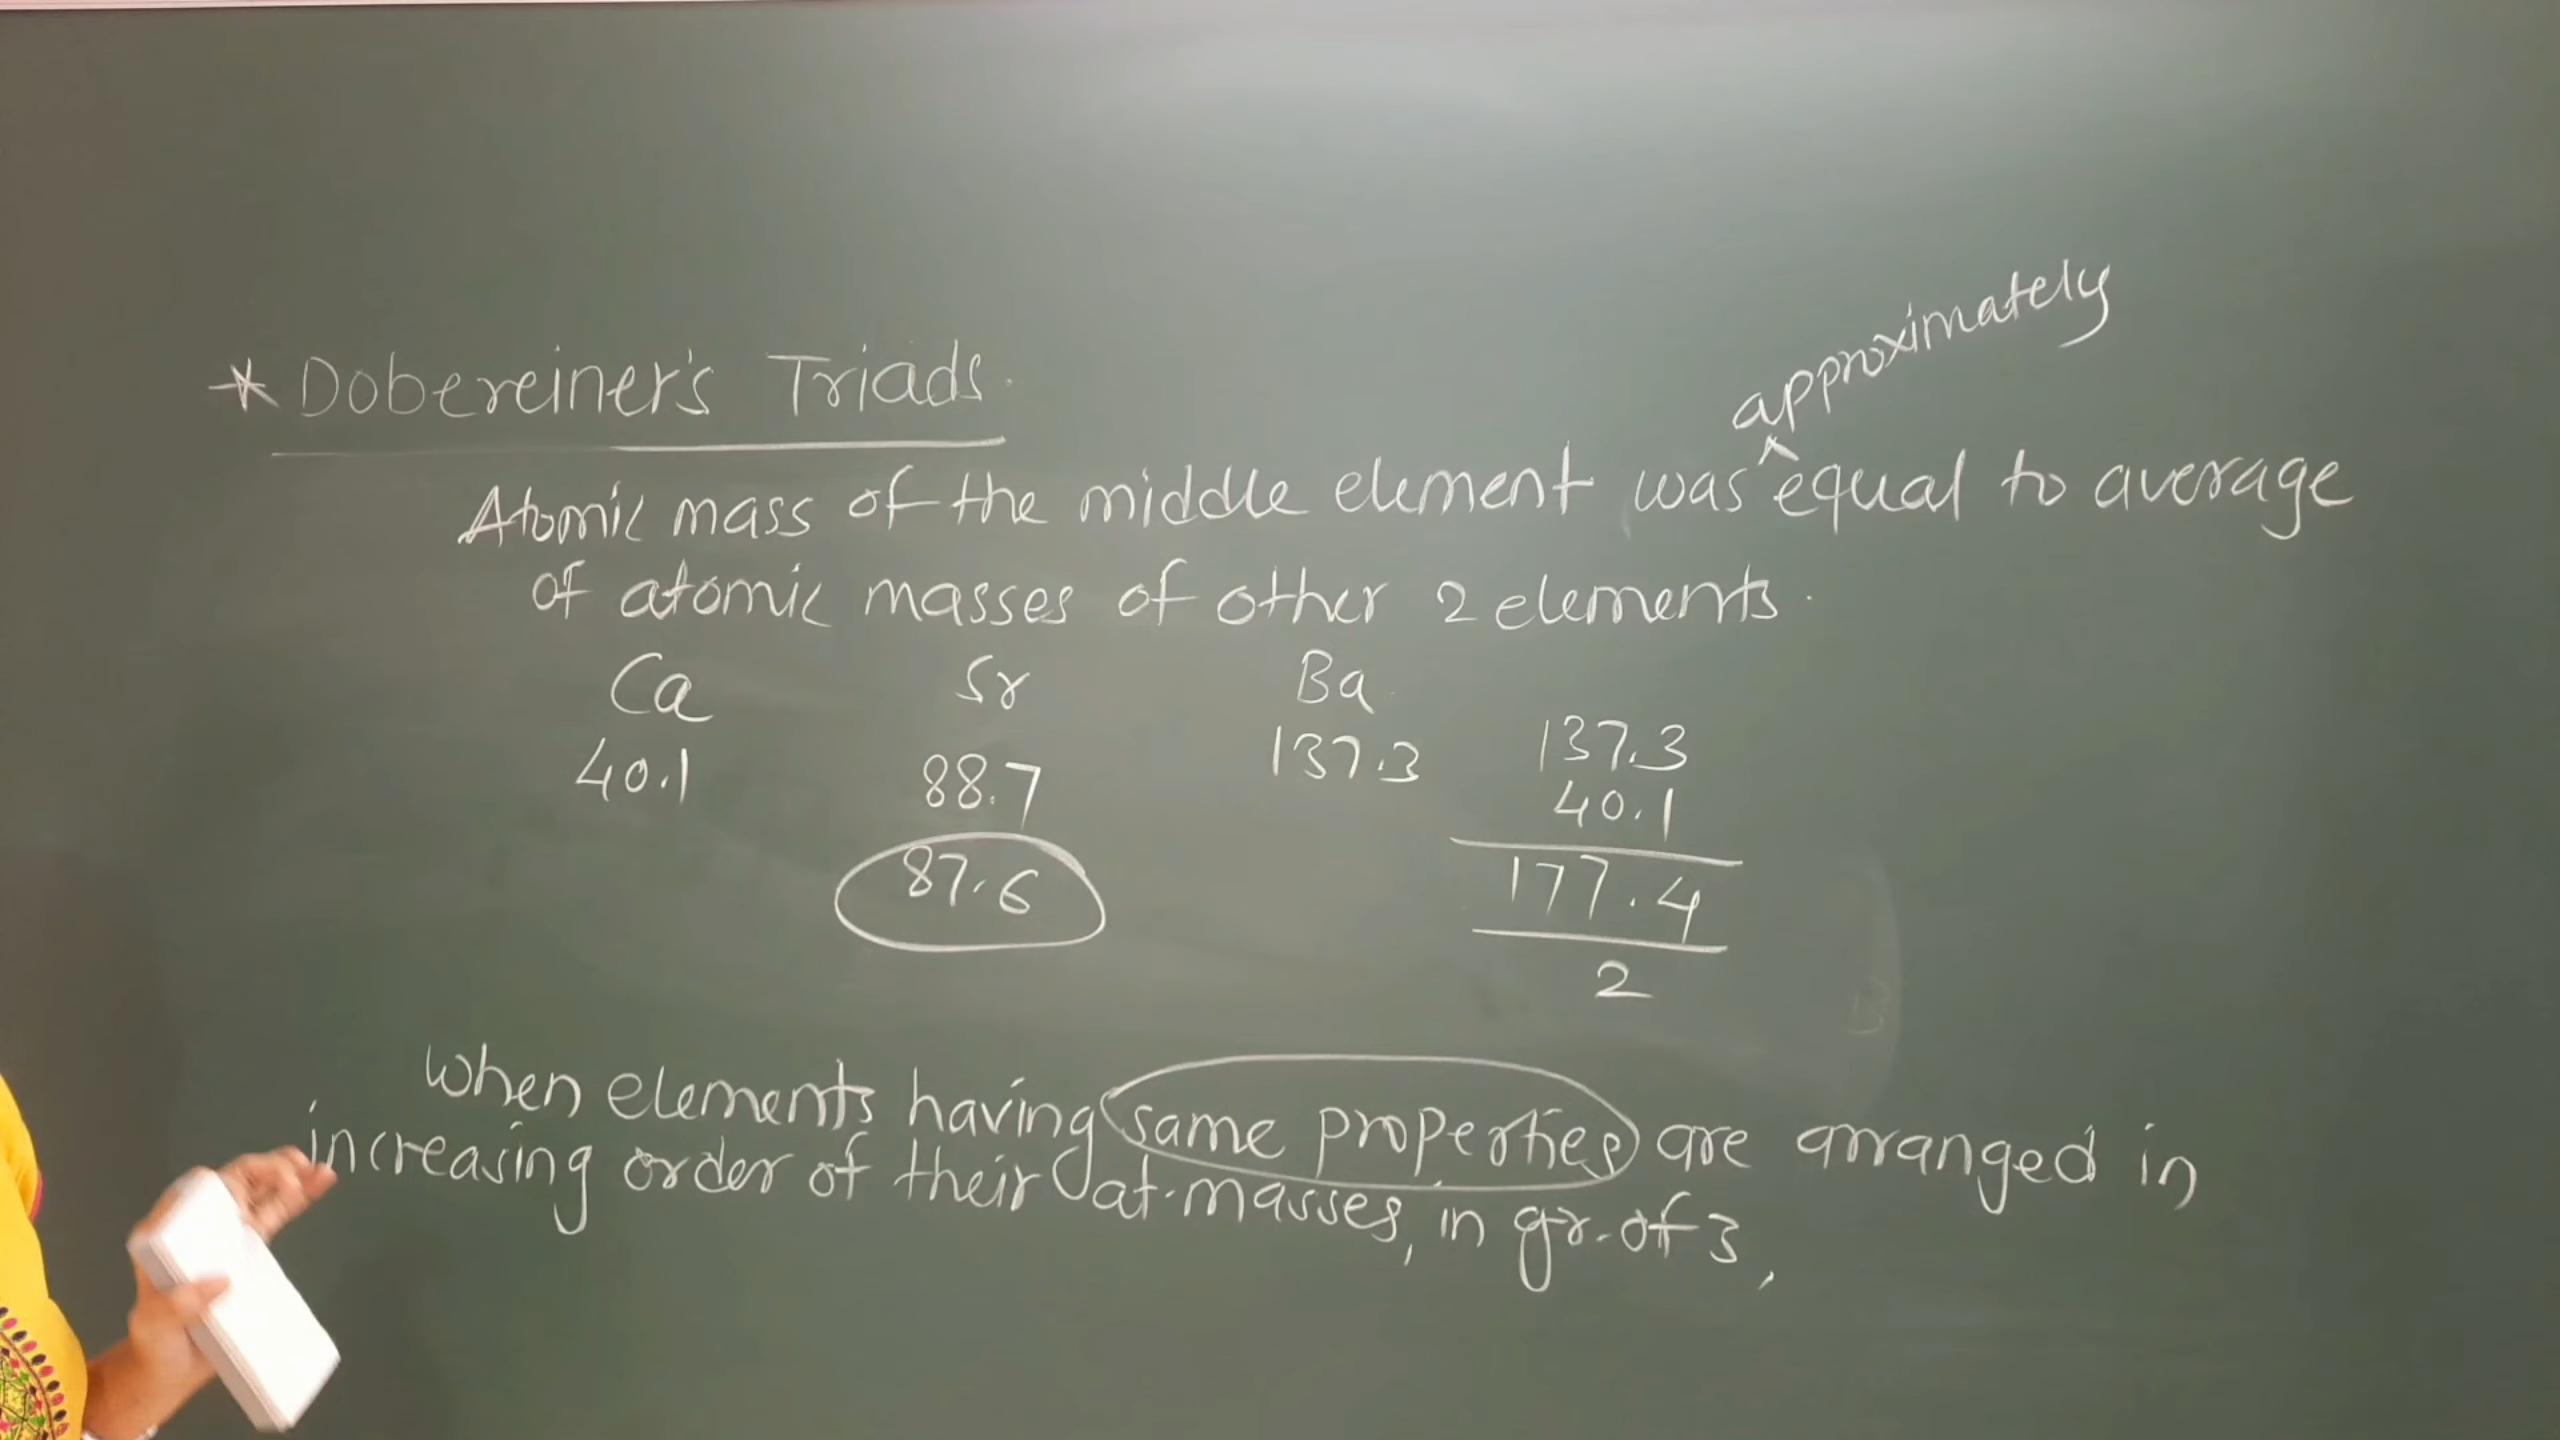 * Dobereiner's Triads.
approximately
Atomic mass of the middle element was ^ equal to average
of atomic masses of other 2 elements.
Ca Sr Ba
40.1 88.7 137.3 137.3
40.1
87.6 177.4
2
When elements having same properties are arranged in
increasing order of their at. masses, in gr. of 3,